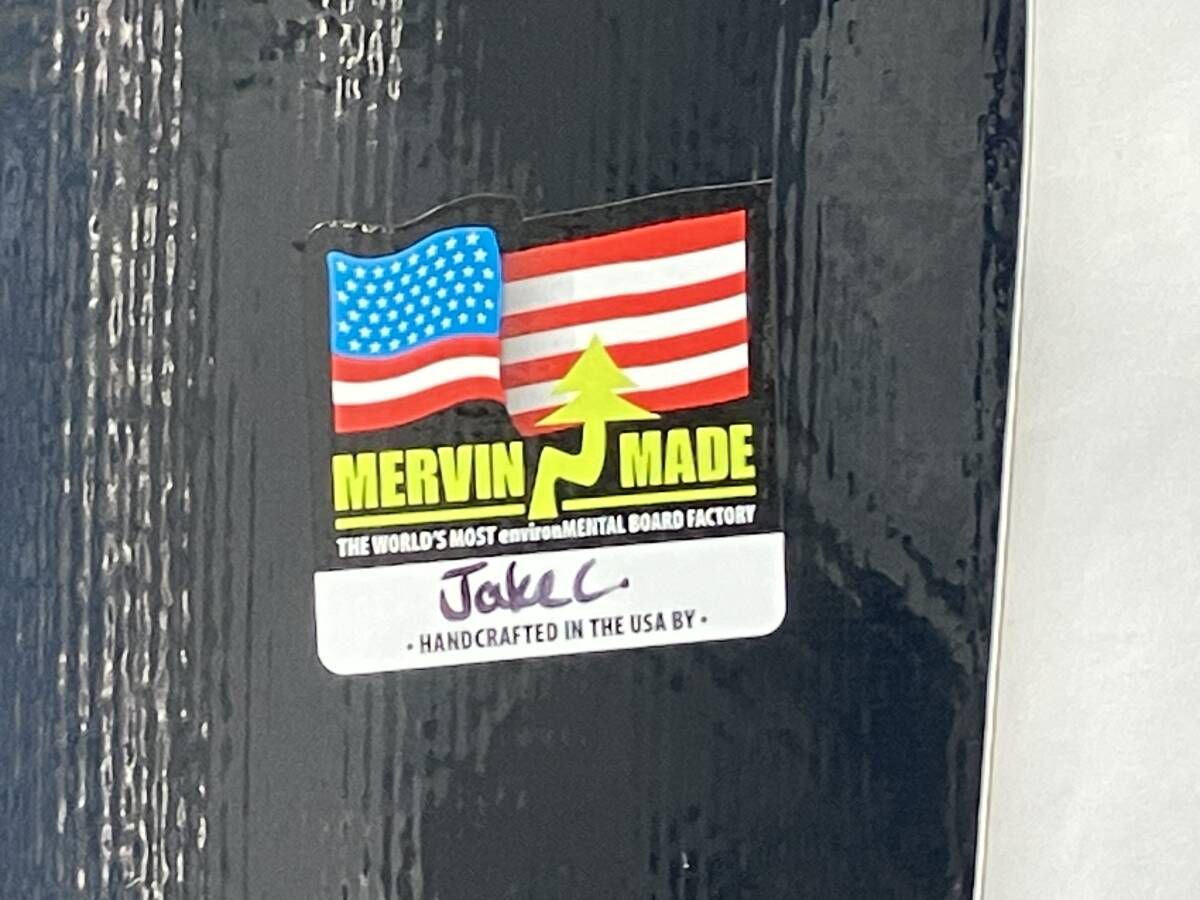 MERVIN MADE
THE WORLD'S MOST environMENTAL BOARD FACTORY
Jake C.
• HANDCRAFTED IN THE USA BY •